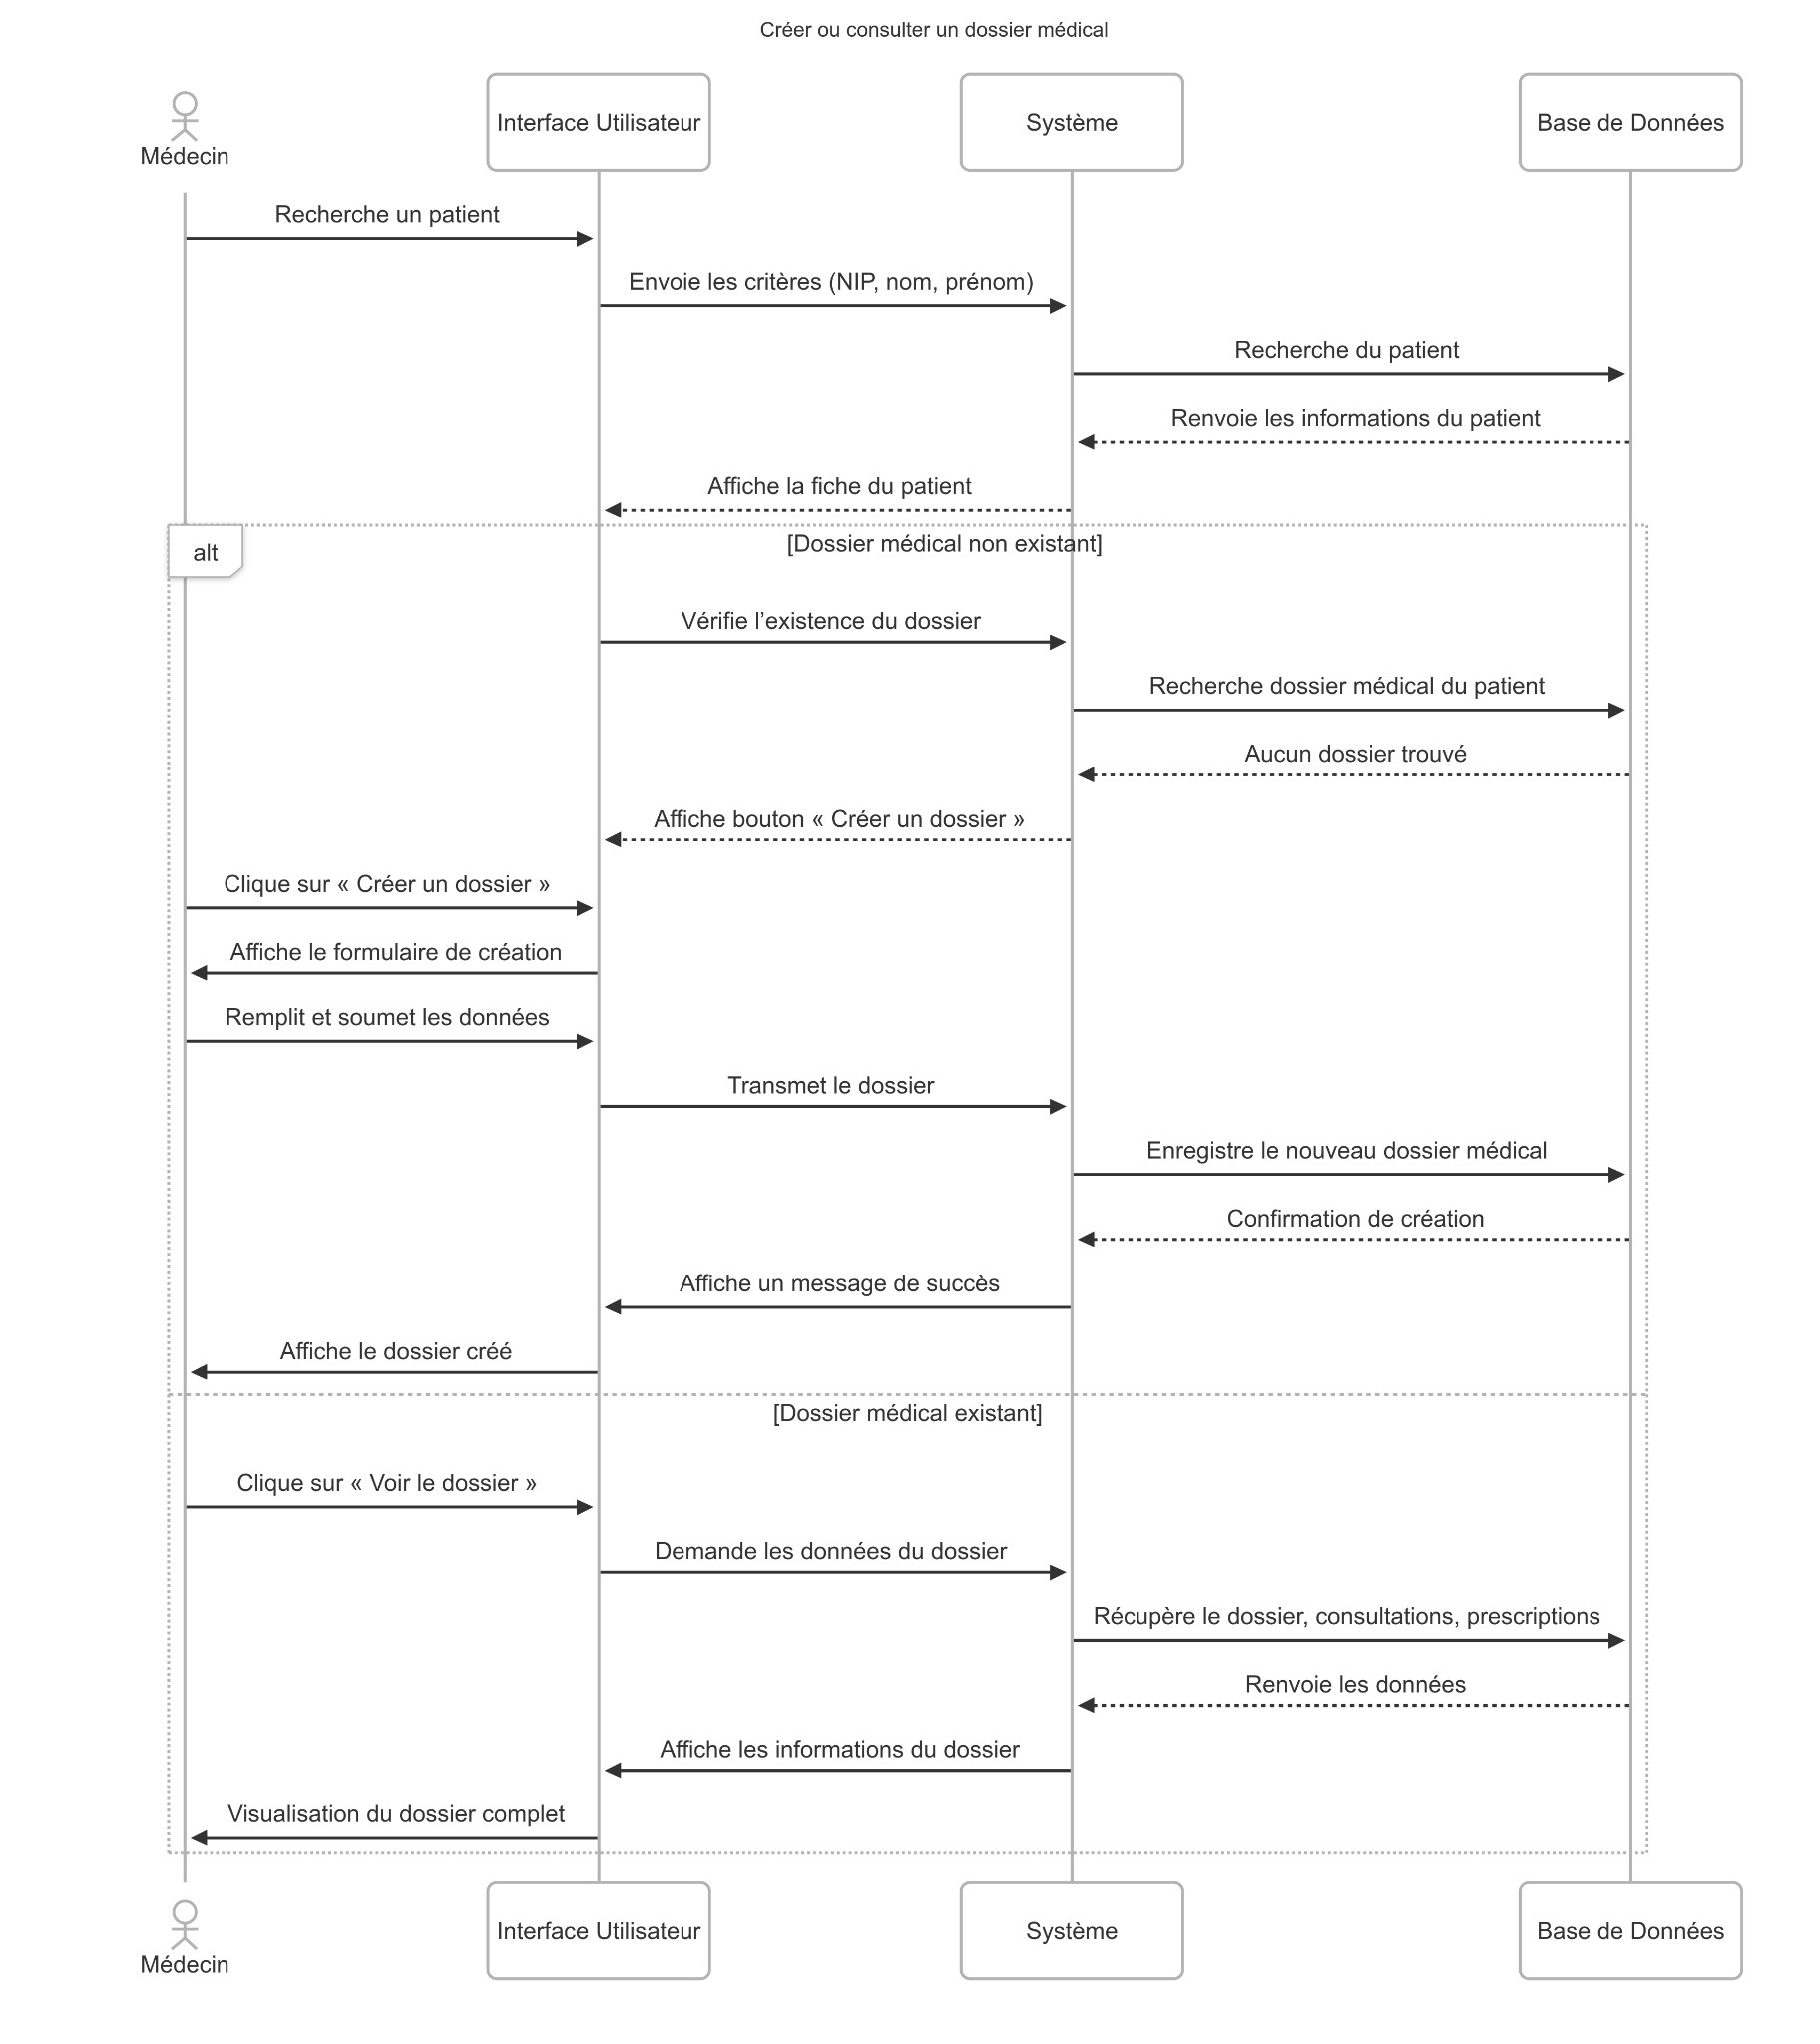 Créer ou consulter un dossier médical
Médecin
Interface Utilisateur
Système
Base de Données
Recherche un patient
Envoie les critères (NIP, nom, prénom)
Recherche du patient
Renvoie les informations du patient
Affiche la fiche du patient
alt
[Dossier médical non existant]
Vérifie l’existence du dossier
Recherche dossier médical du patient
Aucun dossier trouvé
Affiche bouton « Créer un dossier »
Clique sur « Créer un dossier »
Affiche le formulaire de création
Remplit et soumet les données
Transmet le dossier
Enregistre le nouveau dossier médical
Confirmation de création
Affiche un message de succès
Affiche le dossier créé
[Dossier médical existant]
Clique sur « Voir le dossier »
Demande les données du dossier
Récupère le dossier, consultations, prescriptions
Renvoie les données
Affiche les informations du dossier
Visualisation du dossier complet
Médecin
Interface Utilisateur
Système
Base de Données